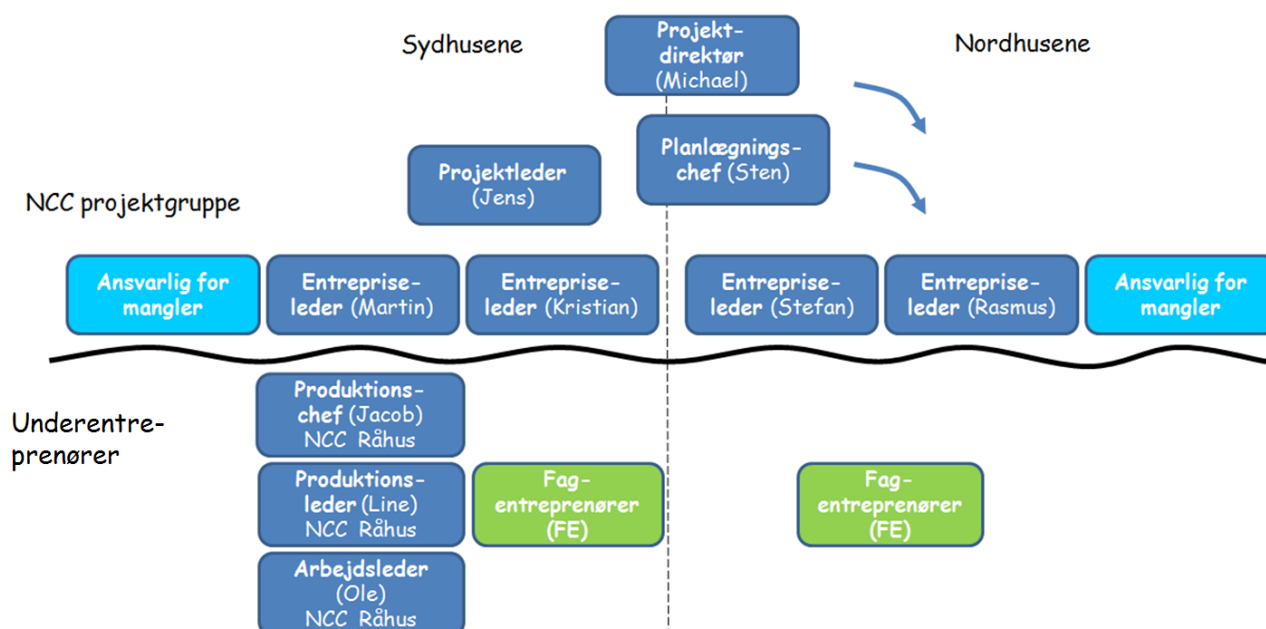 Sydhusene
Projekt-
direktør
(Michael)
Nordhusene
Planlægnings-
chef (Sten)
Projektleder
(Jens)
NCC projektgruppe
Ansvarlig for
mangler
Entreprise-
leder (Martin)
Entreprise-
leder (Kristian)
Entreprise-
leder (Stefan)
Entreprise-
leder (Rasmus)
Ansvarlig for
mangler
Underentre-
prenører
Produktions-
chef (Jacob)
NCC Råhus
Produktions-
leder (Line)
NCC Råhus
Fag-
entreprenører
(FE)
Fag-
entreprenører
(FE)
Arbejdsleder
(Ole)
NCC Råhus